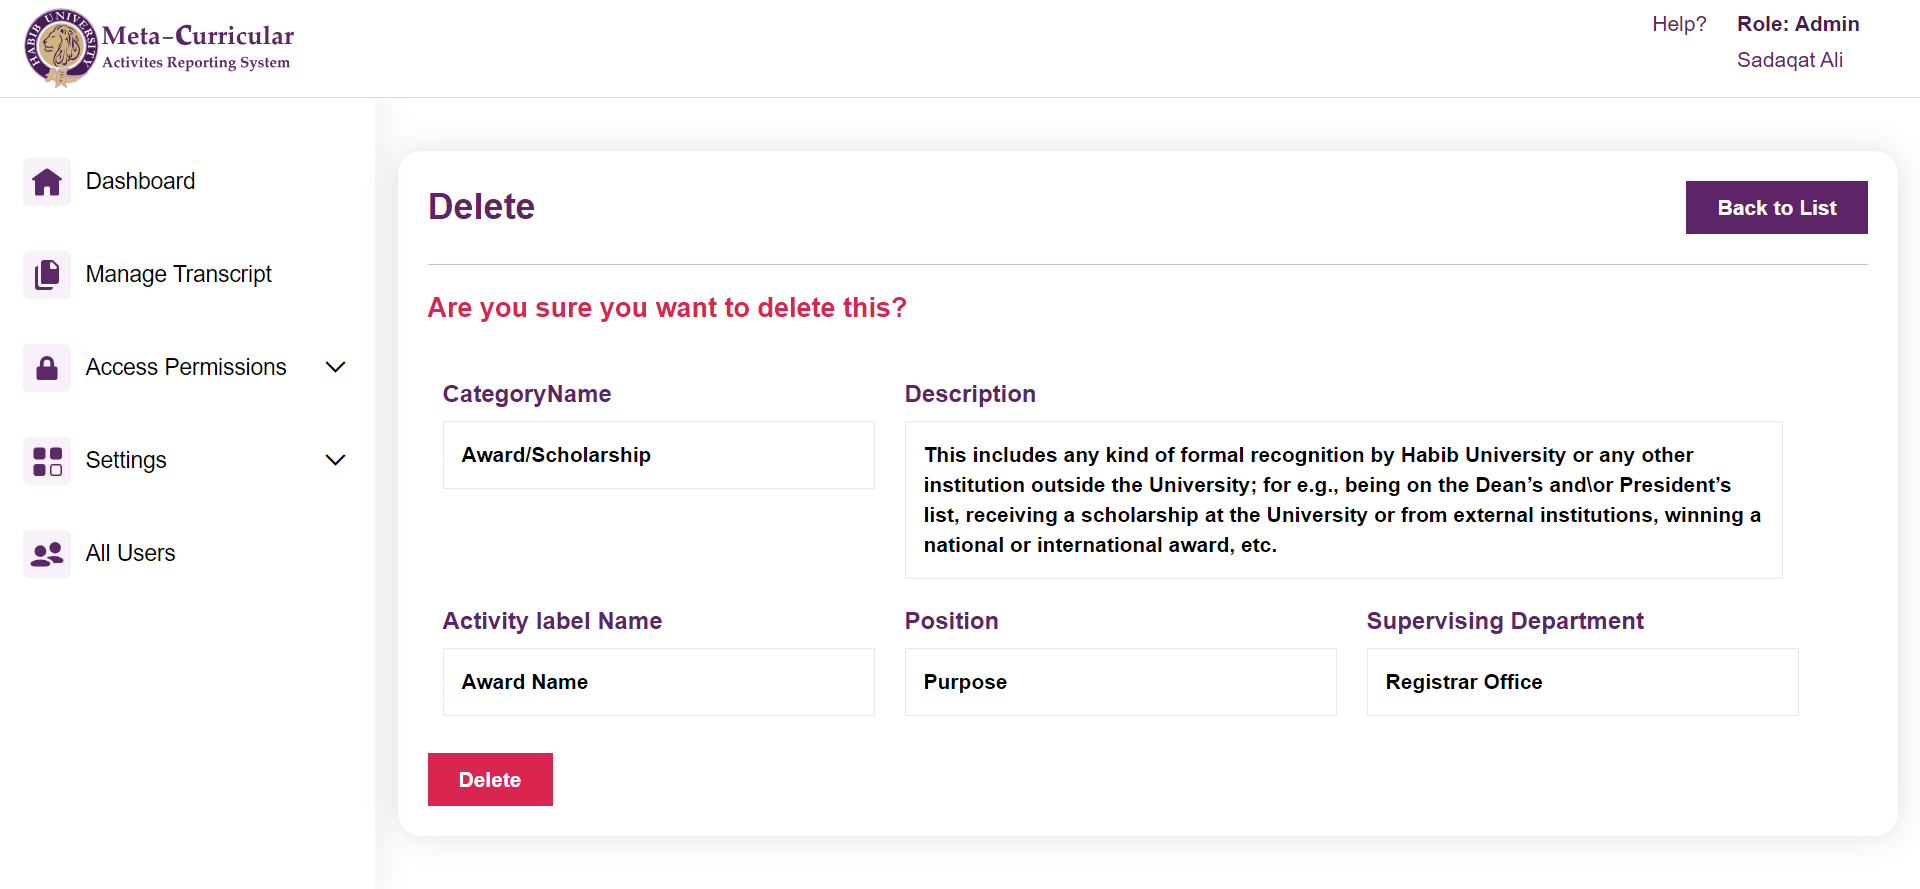 HABIB UNIVERSITY
Meta-Curricular
Activites Reporting System
Help?
Role: Admin
Sadaqat Ali
Dashboard
Manage Transcript
Access Permissions
Settings
All Users
Delete
Back to List
Are you sure you want to delete this?
CategoryName
Award/Scholarship
Description
This includes any kind of formal recognition by Habib University or any other
institution outside the University; for e.g., being on the Dean’s and\or President’s
list, receiving a scholarship at the University or from external institutions, winning a
national or international award, etc.
Activity label Name
Award Name
Position
Purpose
Supervising Department
Registrar Office
Delete